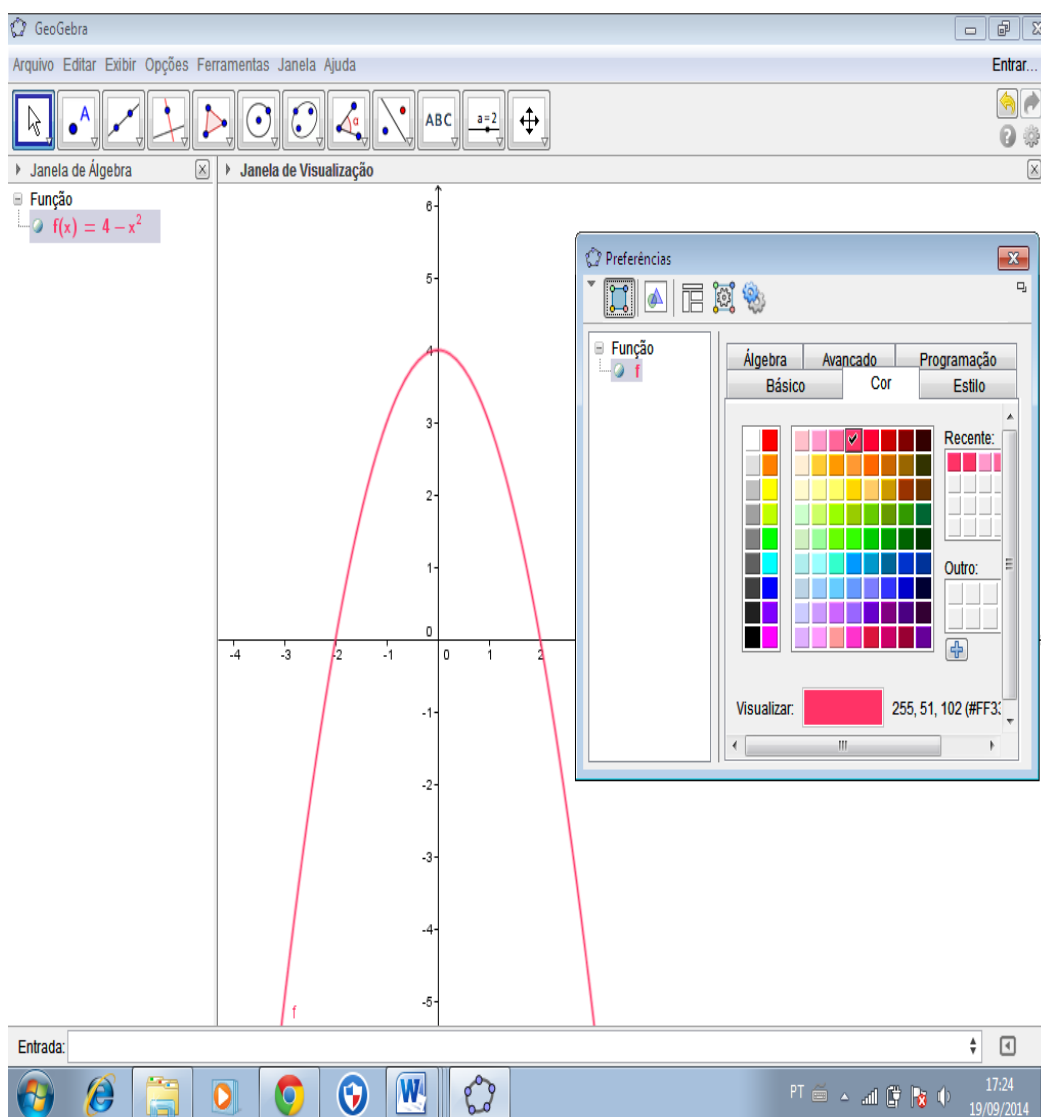 GeoGebra
Arquivo Editar Exibir Opções Ferramentas Janela Ajuda
Entrar...
A
α
ABC
a=2
Janela de Álgebra
Janela de Visualização
Função
f(x) = 4 – x²
6
5
4
3
2
1
0
-4 -3 -2 -1 0 1 2
-1
-2
-3
-4
-5
f
Preferências
Função
f
Álgebra Avançado Programação
Básico Cor Estilo
Recente:
Outro:
Visualizar: 255, 51, 102 (#FF33
Entrada:
PT 17:24
19/09/2014